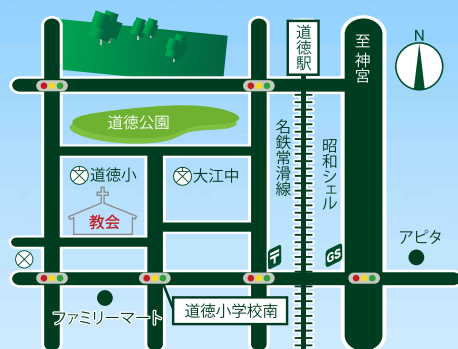 道徳駅
至 神宮
N
道徳公園
名鉄常滑線
昭和シェル
道徳小
大江中
教会
アピタ
GS
道徳小学校南
ファミリーマート